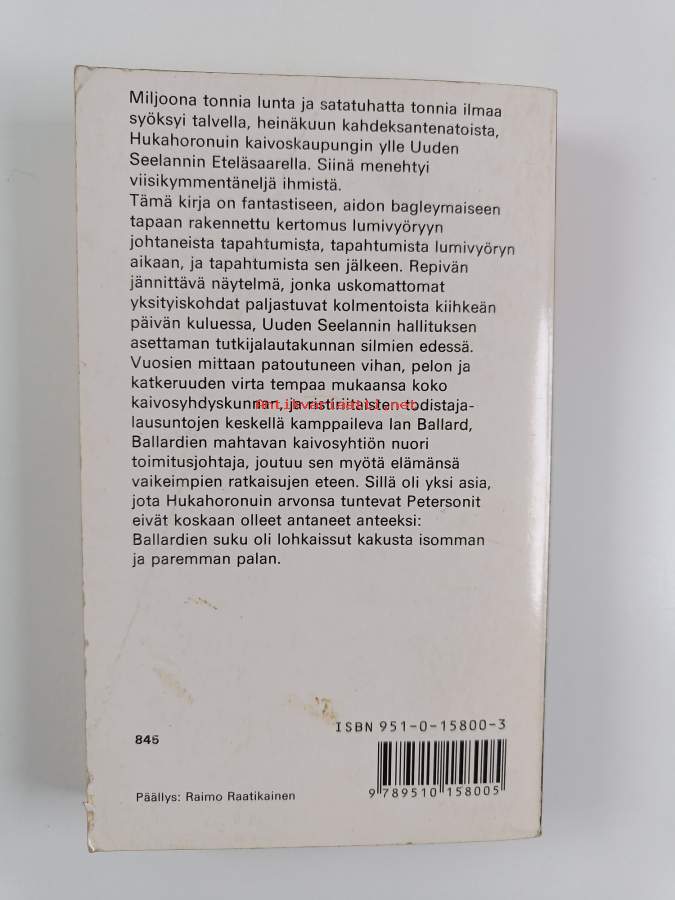 Miljoona tonnia lunta ja satatuhatta tonnia ilmaa
syöksyi talvella, heinäkuun kahdeksantenatoista,
Hukahoronuin kaivoskaupungin ylle Uuden
Seelannin Eteläsaarella. Siinä menehtyi
viisikymmentäneljä ihmistä.
Tämä kirja on fantastiseen, aidon bagleymaiseen
tapaan rakennettu kertomus lumivyöryyn
johtaneista tapahtumista, tapahtumista lumivyöryn
aikaan, ja tapahtumista sen jälkeen. Repivän
jännittävä näytelmä, jonka uskomattomat
yksityiskohdat paljastuvat kolmentoista kiihkeän
päivän kuluessa, Uuden Seelannin hallituksen
asettaman tutkijalautakunnan silmien edessä.
Vuosien mittaan patoutuneen vihan, pelon ja
katkeruuden virta tempaa mukaansa koko
kaivosyhdyskunnan, ja ristiriitaisten todistaja-
lausuntojen keskellä kamppaileva Ian Ballard,
Ballardien mahtavan kaivosyhtiön nuori
toimitusjohtaja, joutuu sen myötä elämänsä
vaikeimpien ratkaisujen eteen. Sillä oli yksi asia,
jota Hukahoronuin arvonsa tuntevat Petersonit
eivät koskaan olleet antaneet anteeksi:
Ballardien suku oli lohkaissut kakusta isomman
ja paremman palan.
ISBN 951-0-15800-3
846
9 789510 158005
Päällys: Raimo Raatikainen